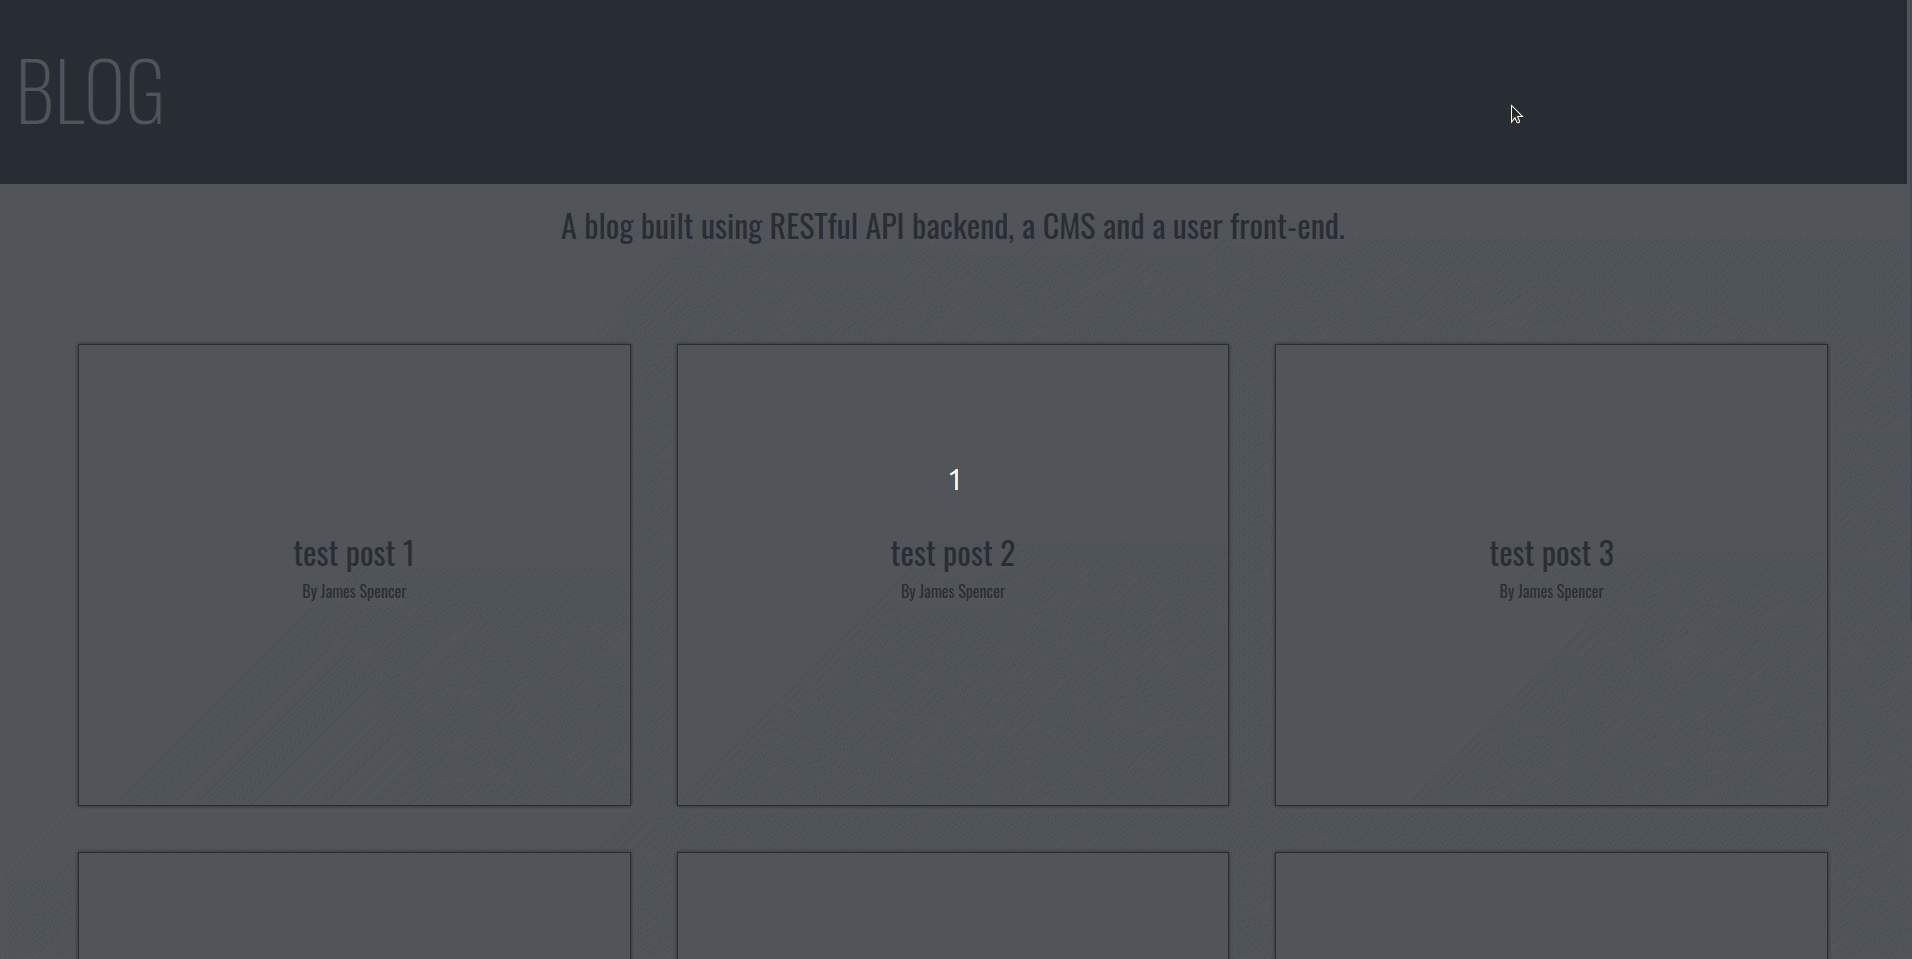 BLOG
A blog built using RESTful API backend, a CMS and a user front-end.
1
test post 1
By James Spencer
test post 2
By James Spencer
test post 3
By James Spencer